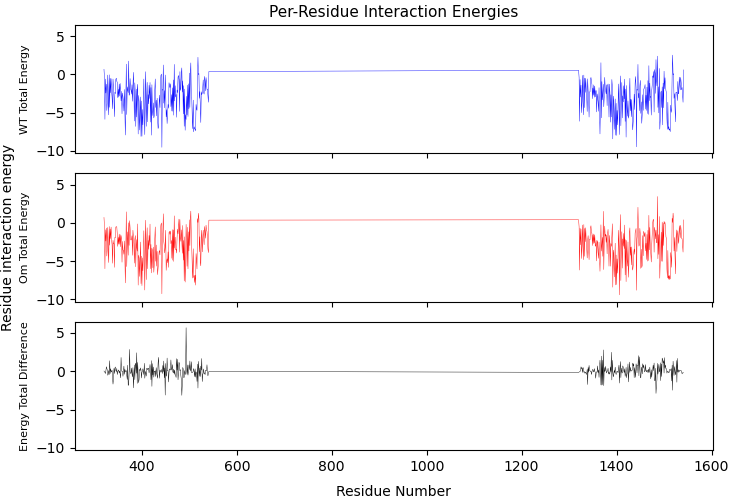 Per-Residue Interaction Energies
Residue interaction energy
WT Total Energy
5
0
−5
−10
Om Total Energy
5
0
−5
−10
Energy Total Difference
5
0
−5
−10
400 600 800 1000 1200 1400 1600
Residue Number